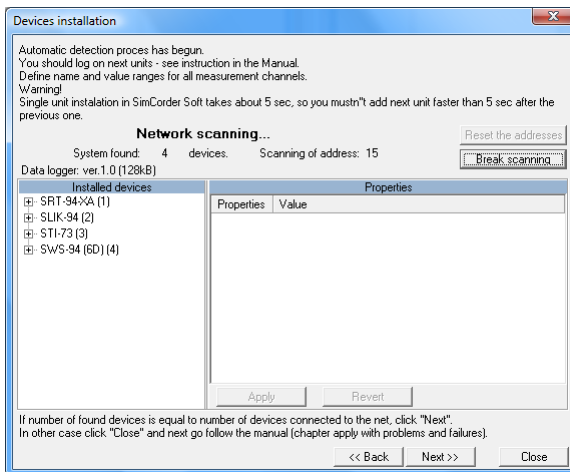 Devices installation
Automatic detection proces has begun.
You should log on next units - see instruction in the Manual.
Define name and value ranges for all measurement channels.
Warning!
Single unit instalation in SimCorder Soft takes about 5 sec, so you mustn"t add next unit faster than 5 sec after the
previous one.
Network scanning...
Reset the addresses
System found: 4 devices. Scanning of address: 15
Break scanning
Data logger: ver.1.0 (128kB)
Installed devices
Properties
SRT-94-XA (1)
Properties Value
SLIK-94 (2)
STI-73 (3)
SWS-94 (6D) (4)
Apply Revert
If number of found devices is equal to number of devices connected to the net, click "Next".
In other case click "Close" and next go follow the manual (chapter apply with problems and failures).
<< Back Next >> Close